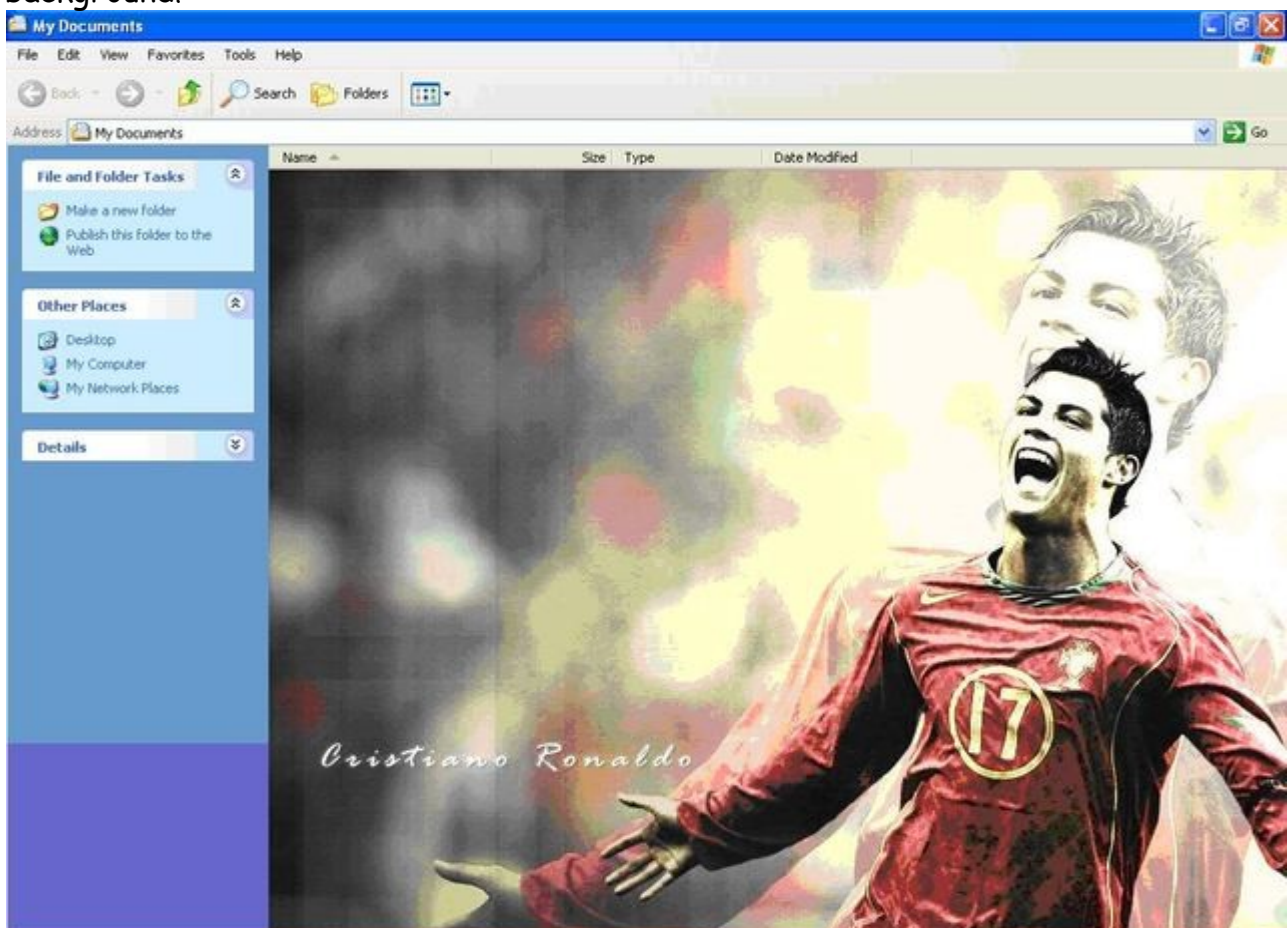 background.
My Documents
File Edit View Favorites Tools Help
Back Search Folders
Address My Documents Go
Name Size Type Date Modified
File and Folder Tasks
Make a new folder
Publish this folder to the
Web
Other Places
Desktop
My Computer
My Network Places
Details
Cristiano Ronaldo
17